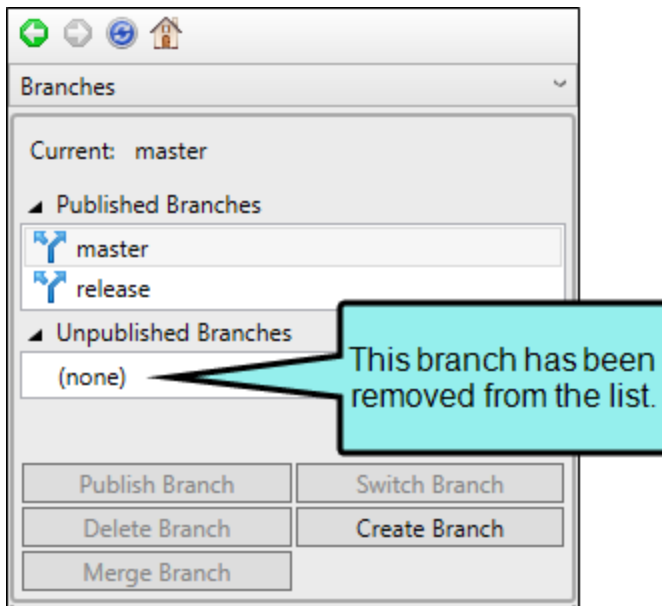 Branches
Current: master
Published Branches
master
release
Unpublished Branches
(none)
This branch has been
removed from the list.
Publish Branch
Switch Branch
Delete Branch
Create Branch
Merge Branch